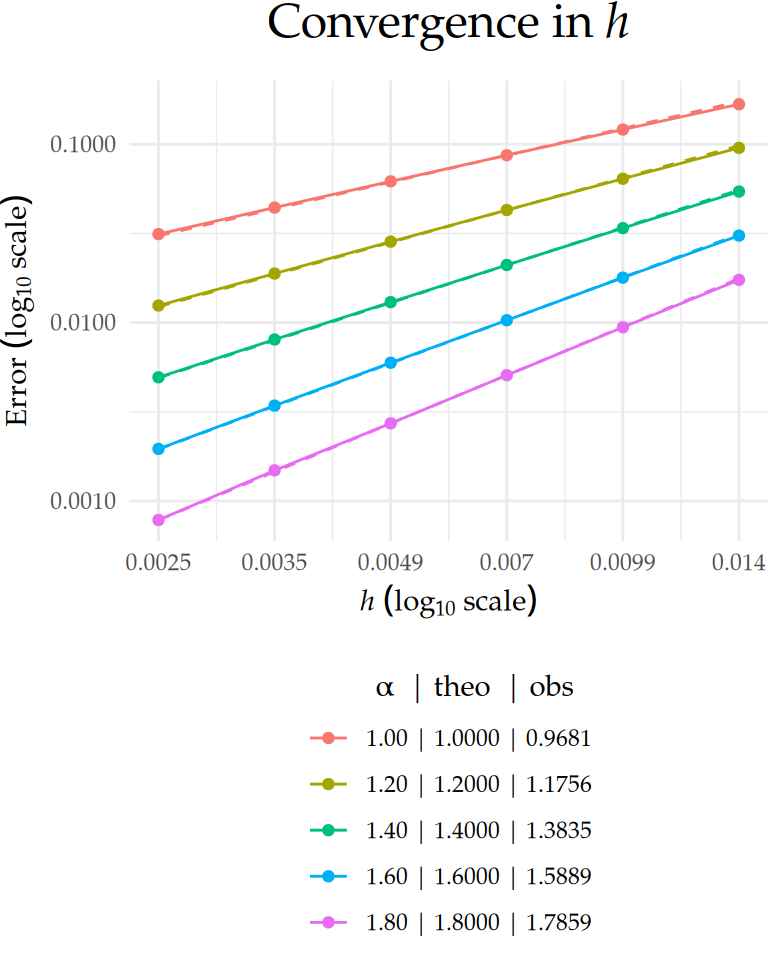 Convergence in h
0.1000
0.0100
0.0010
Error (log₁₀ scale)
0.0025 0.0035 0.0049 0.007 0.0099 0.014
h (log₁₀ scale)
α | theo | obs
1.00 | 1.0000 | 0.9681
1.20 | 1.2000 | 1.1756
1.40 | 1.4000 | 1.3835
1.60 | 1.6000 | 1.5889
1.80 | 1.8000 | 1.7859